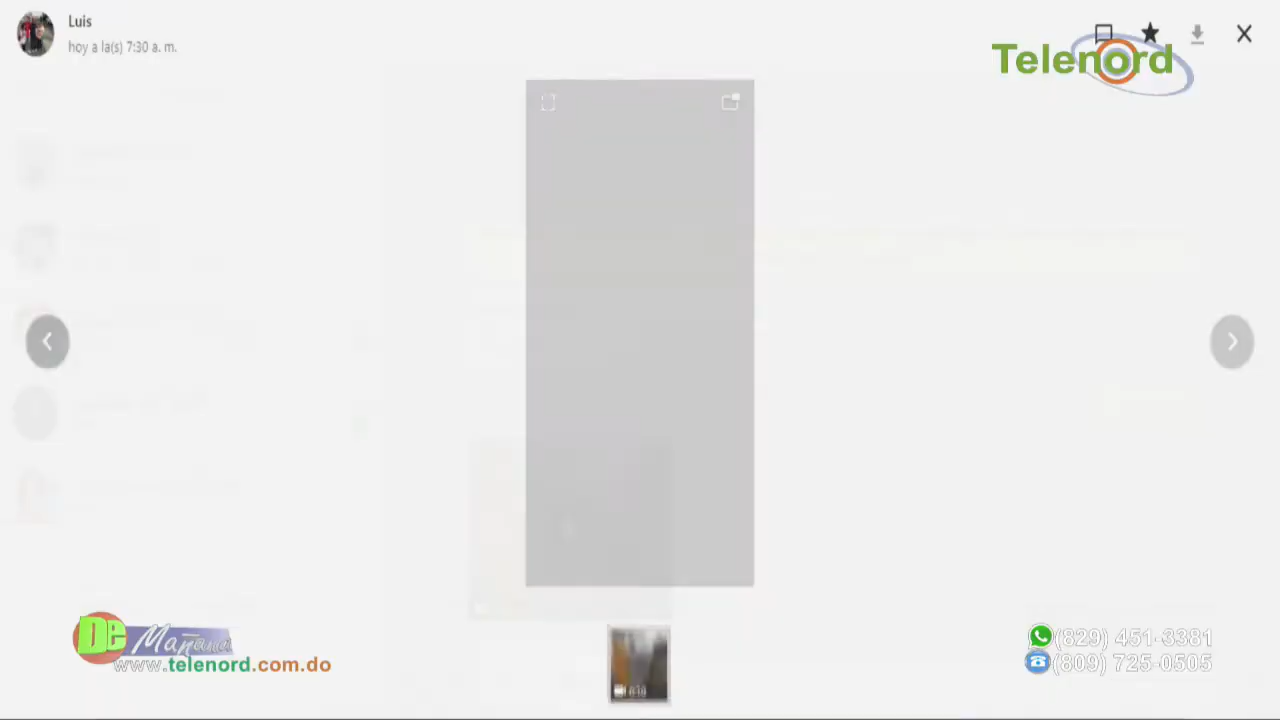 Luis
hoy a la(s) 7:30 a. m.
Telenord
De Mañana
www.telenord.com.do
(829) 451-3381
(809) 725-0505